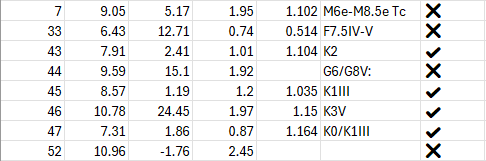 7 9.05 5.17 1.95 1.102 M6e-M8.5e Tc ✕
33 6.43 12.71 0.74 0.514 F7.5IV-V ✕
43 7.91 2.41 1.01 1.104 K2 ✓
44 9.59 15.1 1.92 G6/G8V: ✕
45 8.57 1.19 1.2 1.035 K1III ✓
46 10.78 24.45 1.97 1.15 K3V ✓
47 7.31 1.86 0.87 1.164 K0/K1III ✓
52 10.96 -1.76 2.45 ✕